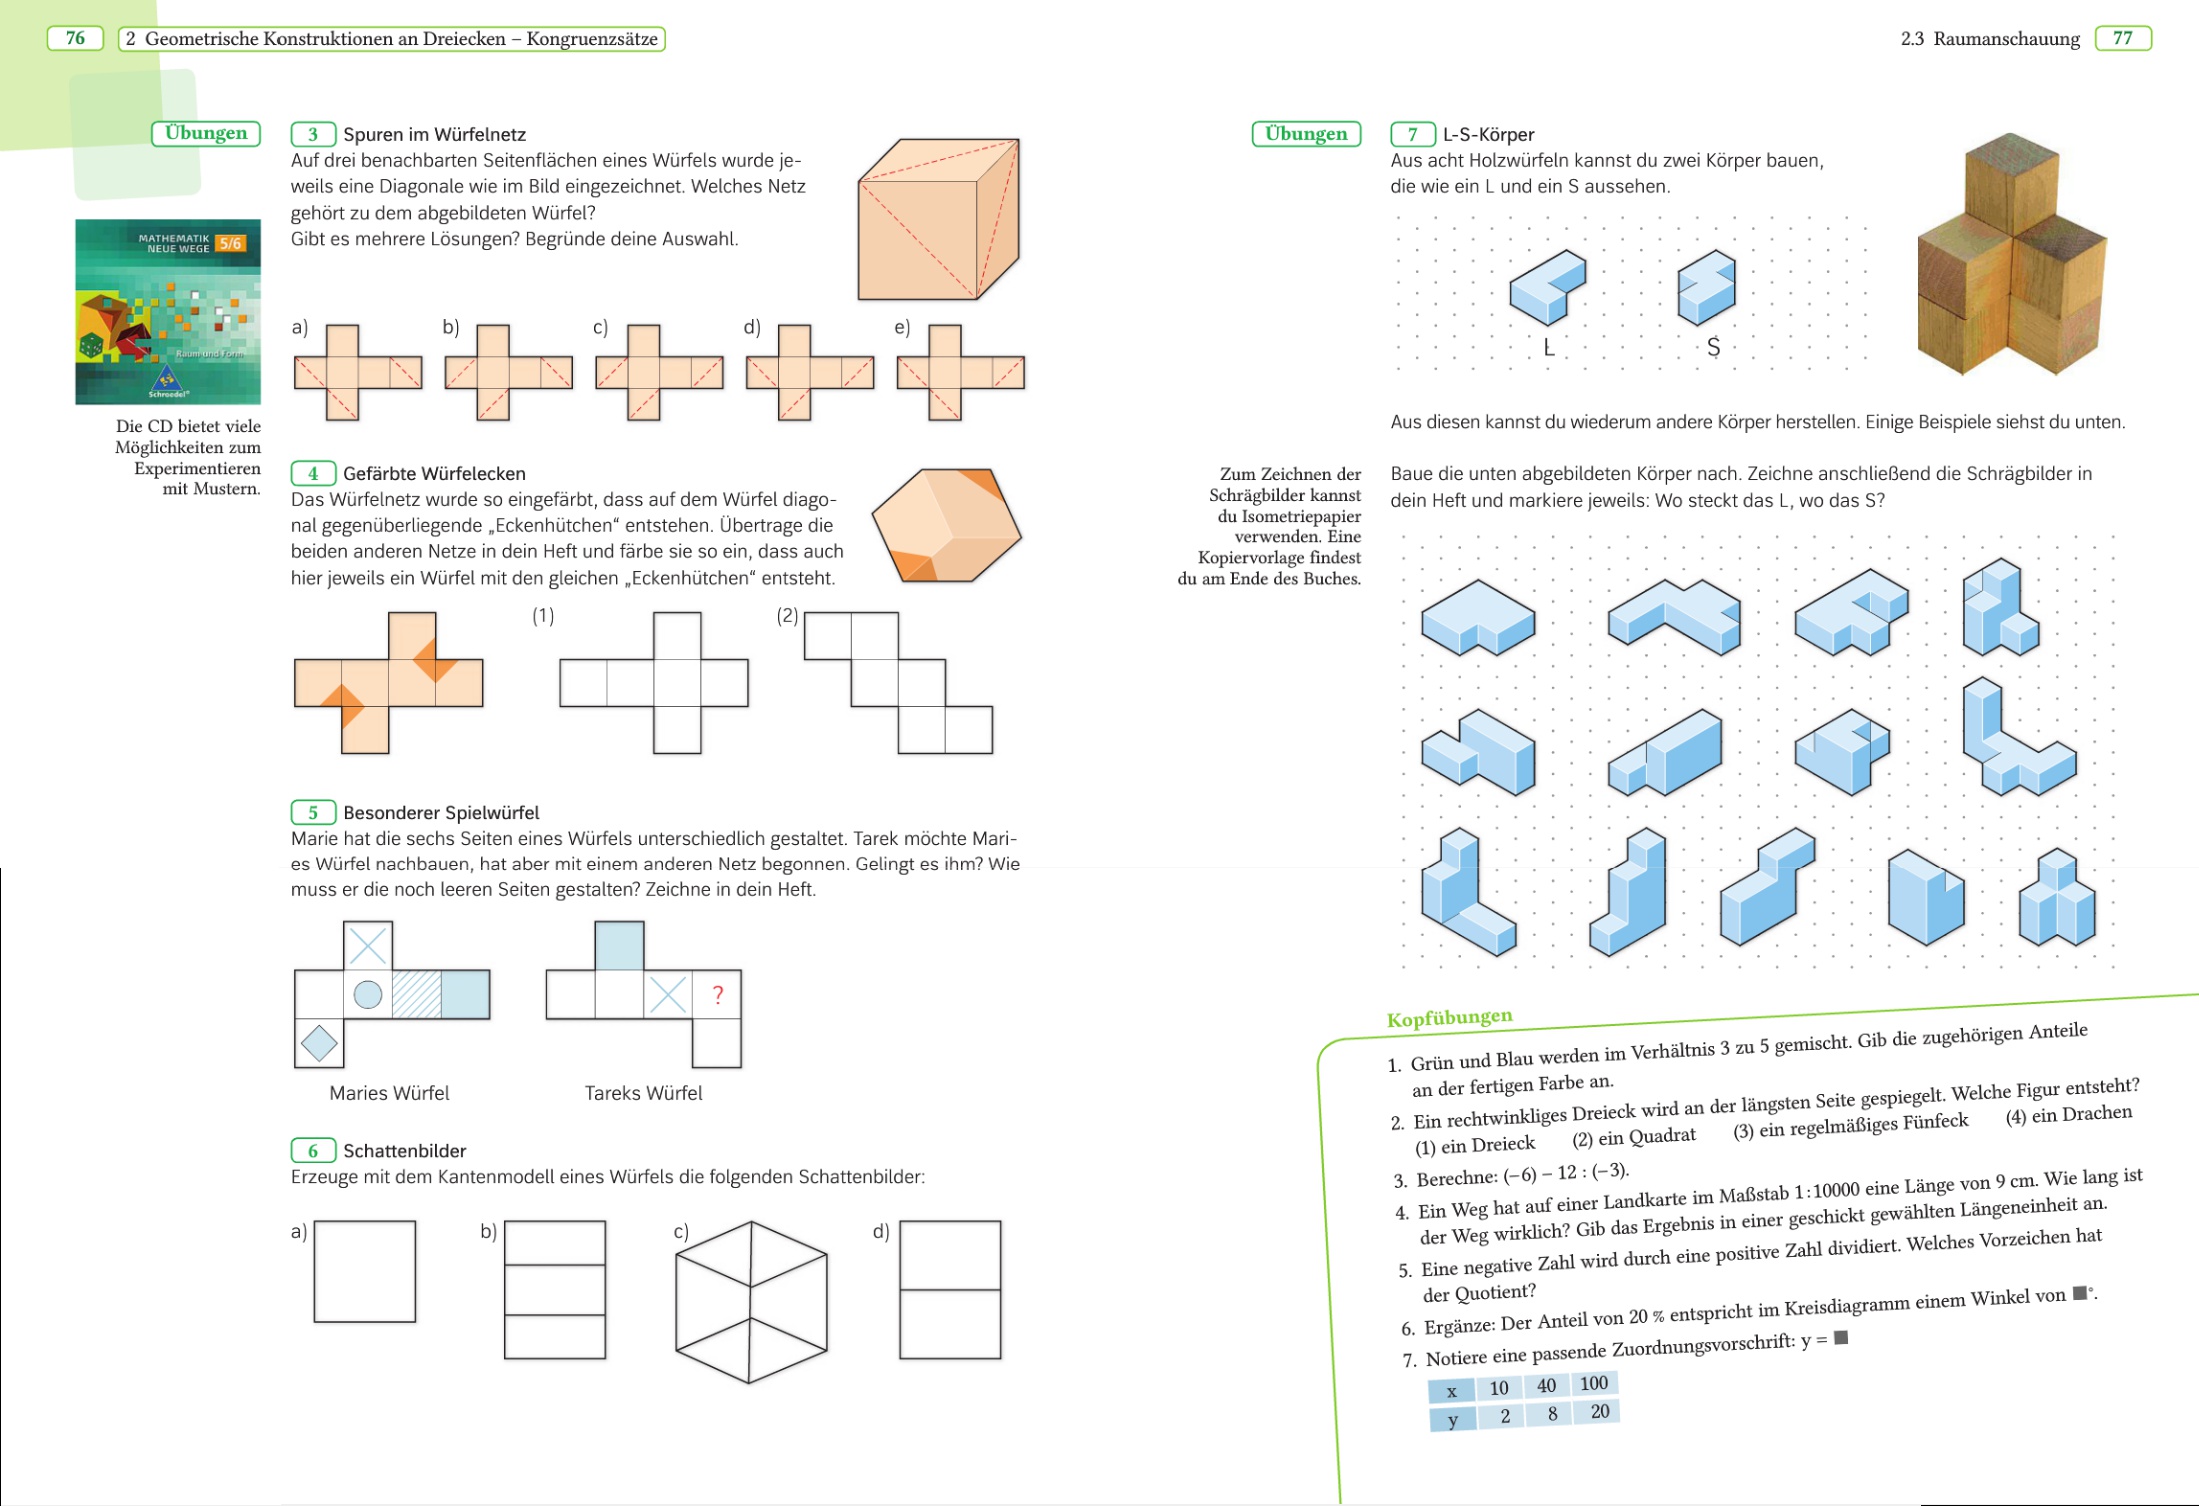 76
2 Geometrische Konstruktionen an Dreiecken – Kongruenzsätze
Übungen
3 Spuren im Würfelnetz
Auf drei benachbarten Seitenflächen eines Würfels wurde je-
weils eine Diagonale wie im Bild eingezeichnet. Welches Netz
gehört zu dem abgebildeten Würfel?
Gibt es mehrere Lösungen? Begründe deine Auswahl.
MATHEMATIK
NEUE WEGE 5/6
Raum und Form
Schroedel
Die CD bietet viele
Möglichkeiten zum
Experimentieren
mit Mustern.
a) b) c) d) e)
4 Gefärbte Würfelecken
Das Würfelnetz wurde so eingefärbt, dass auf dem Würfel diago-
nal gegenüberliegende „Eckenhütchen“ entstehen. Übertrage die
beiden anderen Netze in dein Heft und färbe sie so ein, dass auch
hier jeweils ein Würfel mit den gleichen „Eckenhütchen“ entsteht.
(1) (2)
5 Besonderer Spielwürfel
Marie hat die sechs Seiten eines Würfels unterschiedlich gestaltet. Tarek möchte Mari-
es Würfel nachbauen, hat aber mit einem anderen Netz begonnen. Gelingt es ihm? Wie
muss er die noch leeren Seiten gestalten? Zeichne in dein Heft.
?
Maries Würfel Tareks Würfel
6 Schattenbilder
Erzeuge mit dem Kantenmodell eines Würfels die folgenden Schattenbilder:
a) b) c) d)
2.3 Raumanschauung
77
Übungen
7 L-S-Körper
Aus acht Holzwürfeln kannst du zwei Körper bauen,
die wie ein L und ein S aussehen.
L S
Aus diesen kannst du wiederum andere Körper herstellen. Einige Beispiele siehst du unten.
Baue die unten abgebildeten Körper nach. Zeichne anschließend die Schrägbilder in
dein Heft und markiere jeweils: Wo steckt das L, wo das S?
Zum Zeichnen der
Schrägbilder kannst
du Isometriepapier
verwenden. Eine
Kopiervorlage findest
du am Ende des Buches.
Kopfübungen
1. Grün und Blau werden im Verhältnis 3 zu 5 gemischt. Gib die zugehörigen Anteile
an der fertigen Farbe an.
2. Ein rechtwinkliges Dreieck wird an der längsten Seite gespiegelt. Welche Figur entsteht?
(1) ein Dreieck (2) ein Quadrat (3) ein regelmäßiges Fünfeck (4) ein Drachen
3. Berechne: (−6) − 12 : (−3).
4. Ein Weg hat auf einer Landkarte im Maßstab 1:10000 eine Länge von 9 cm. Wie lang ist
der Weg wirklich? Gib das Ergebnis in einer geschickt gewählten Längeneinheit an.
5. Eine negative Zahl wird durch eine positive Zahl dividiert. Welches Vorzeichen hat
der Quotient?
6. Ergänze: Der Anteil von 20 % entspricht im Kreisdiagramm einem Winkel von ■°.
7. Notiere eine passende Zuordnungsvorschrift: y = ■
x 10 40 100
y 2 8 20